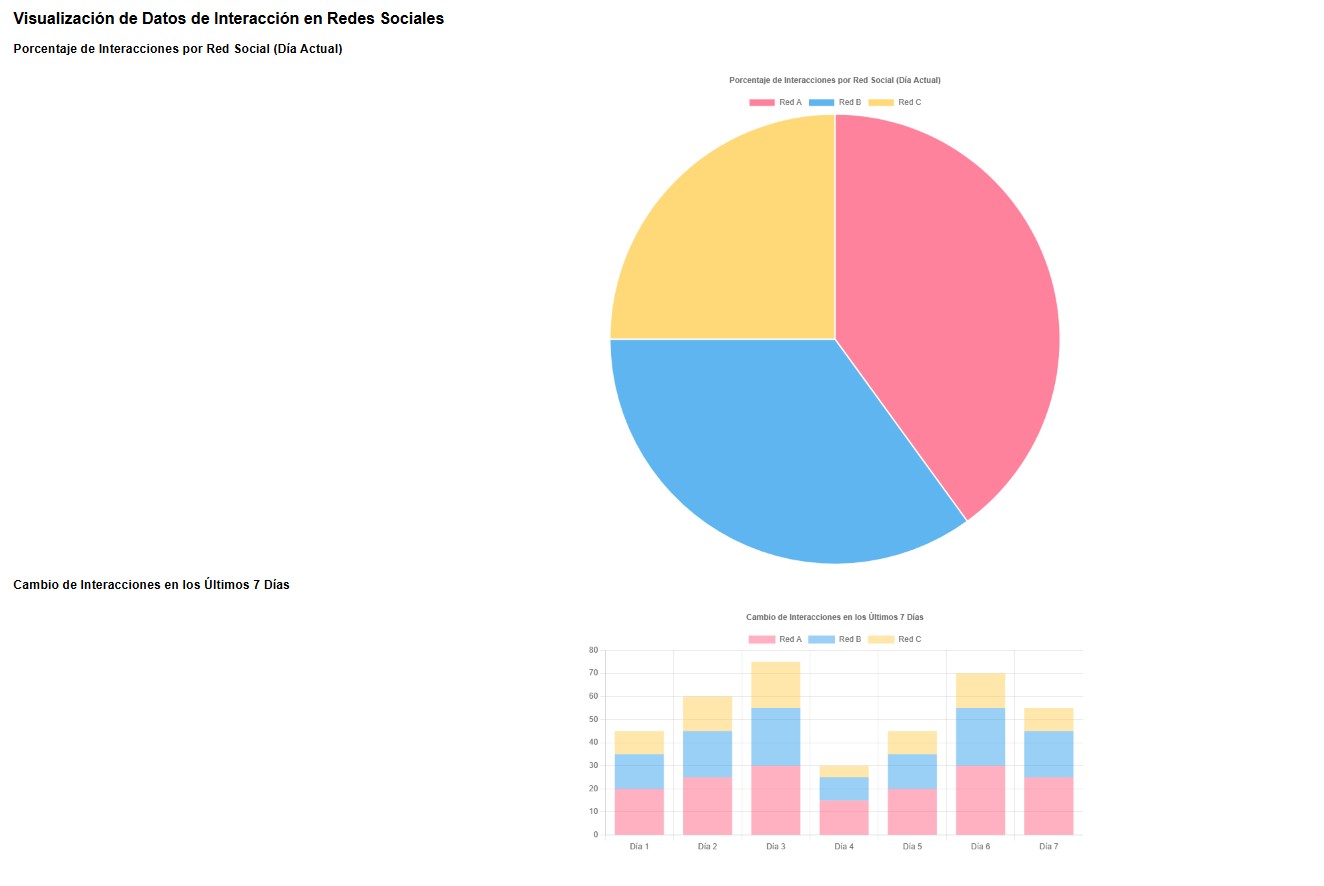 Visualización de Datos de Interacción en Redes Sociales
Porcentaje de Interacciones por Red Social (Día Actual)
Porcentaje de Interacciones por Red Social (Día Actual)
Red A Red B Red C
Cambio de Interacciones en los Últimos 7 Días
Cambio de Interacciones en los Últimos 7 Días
Red A Red B Red C
80
70
60
50
40
30
20
10
0
Día 1 Día 2 Día 3 Día 4 Día 5 Día 6 Día 7